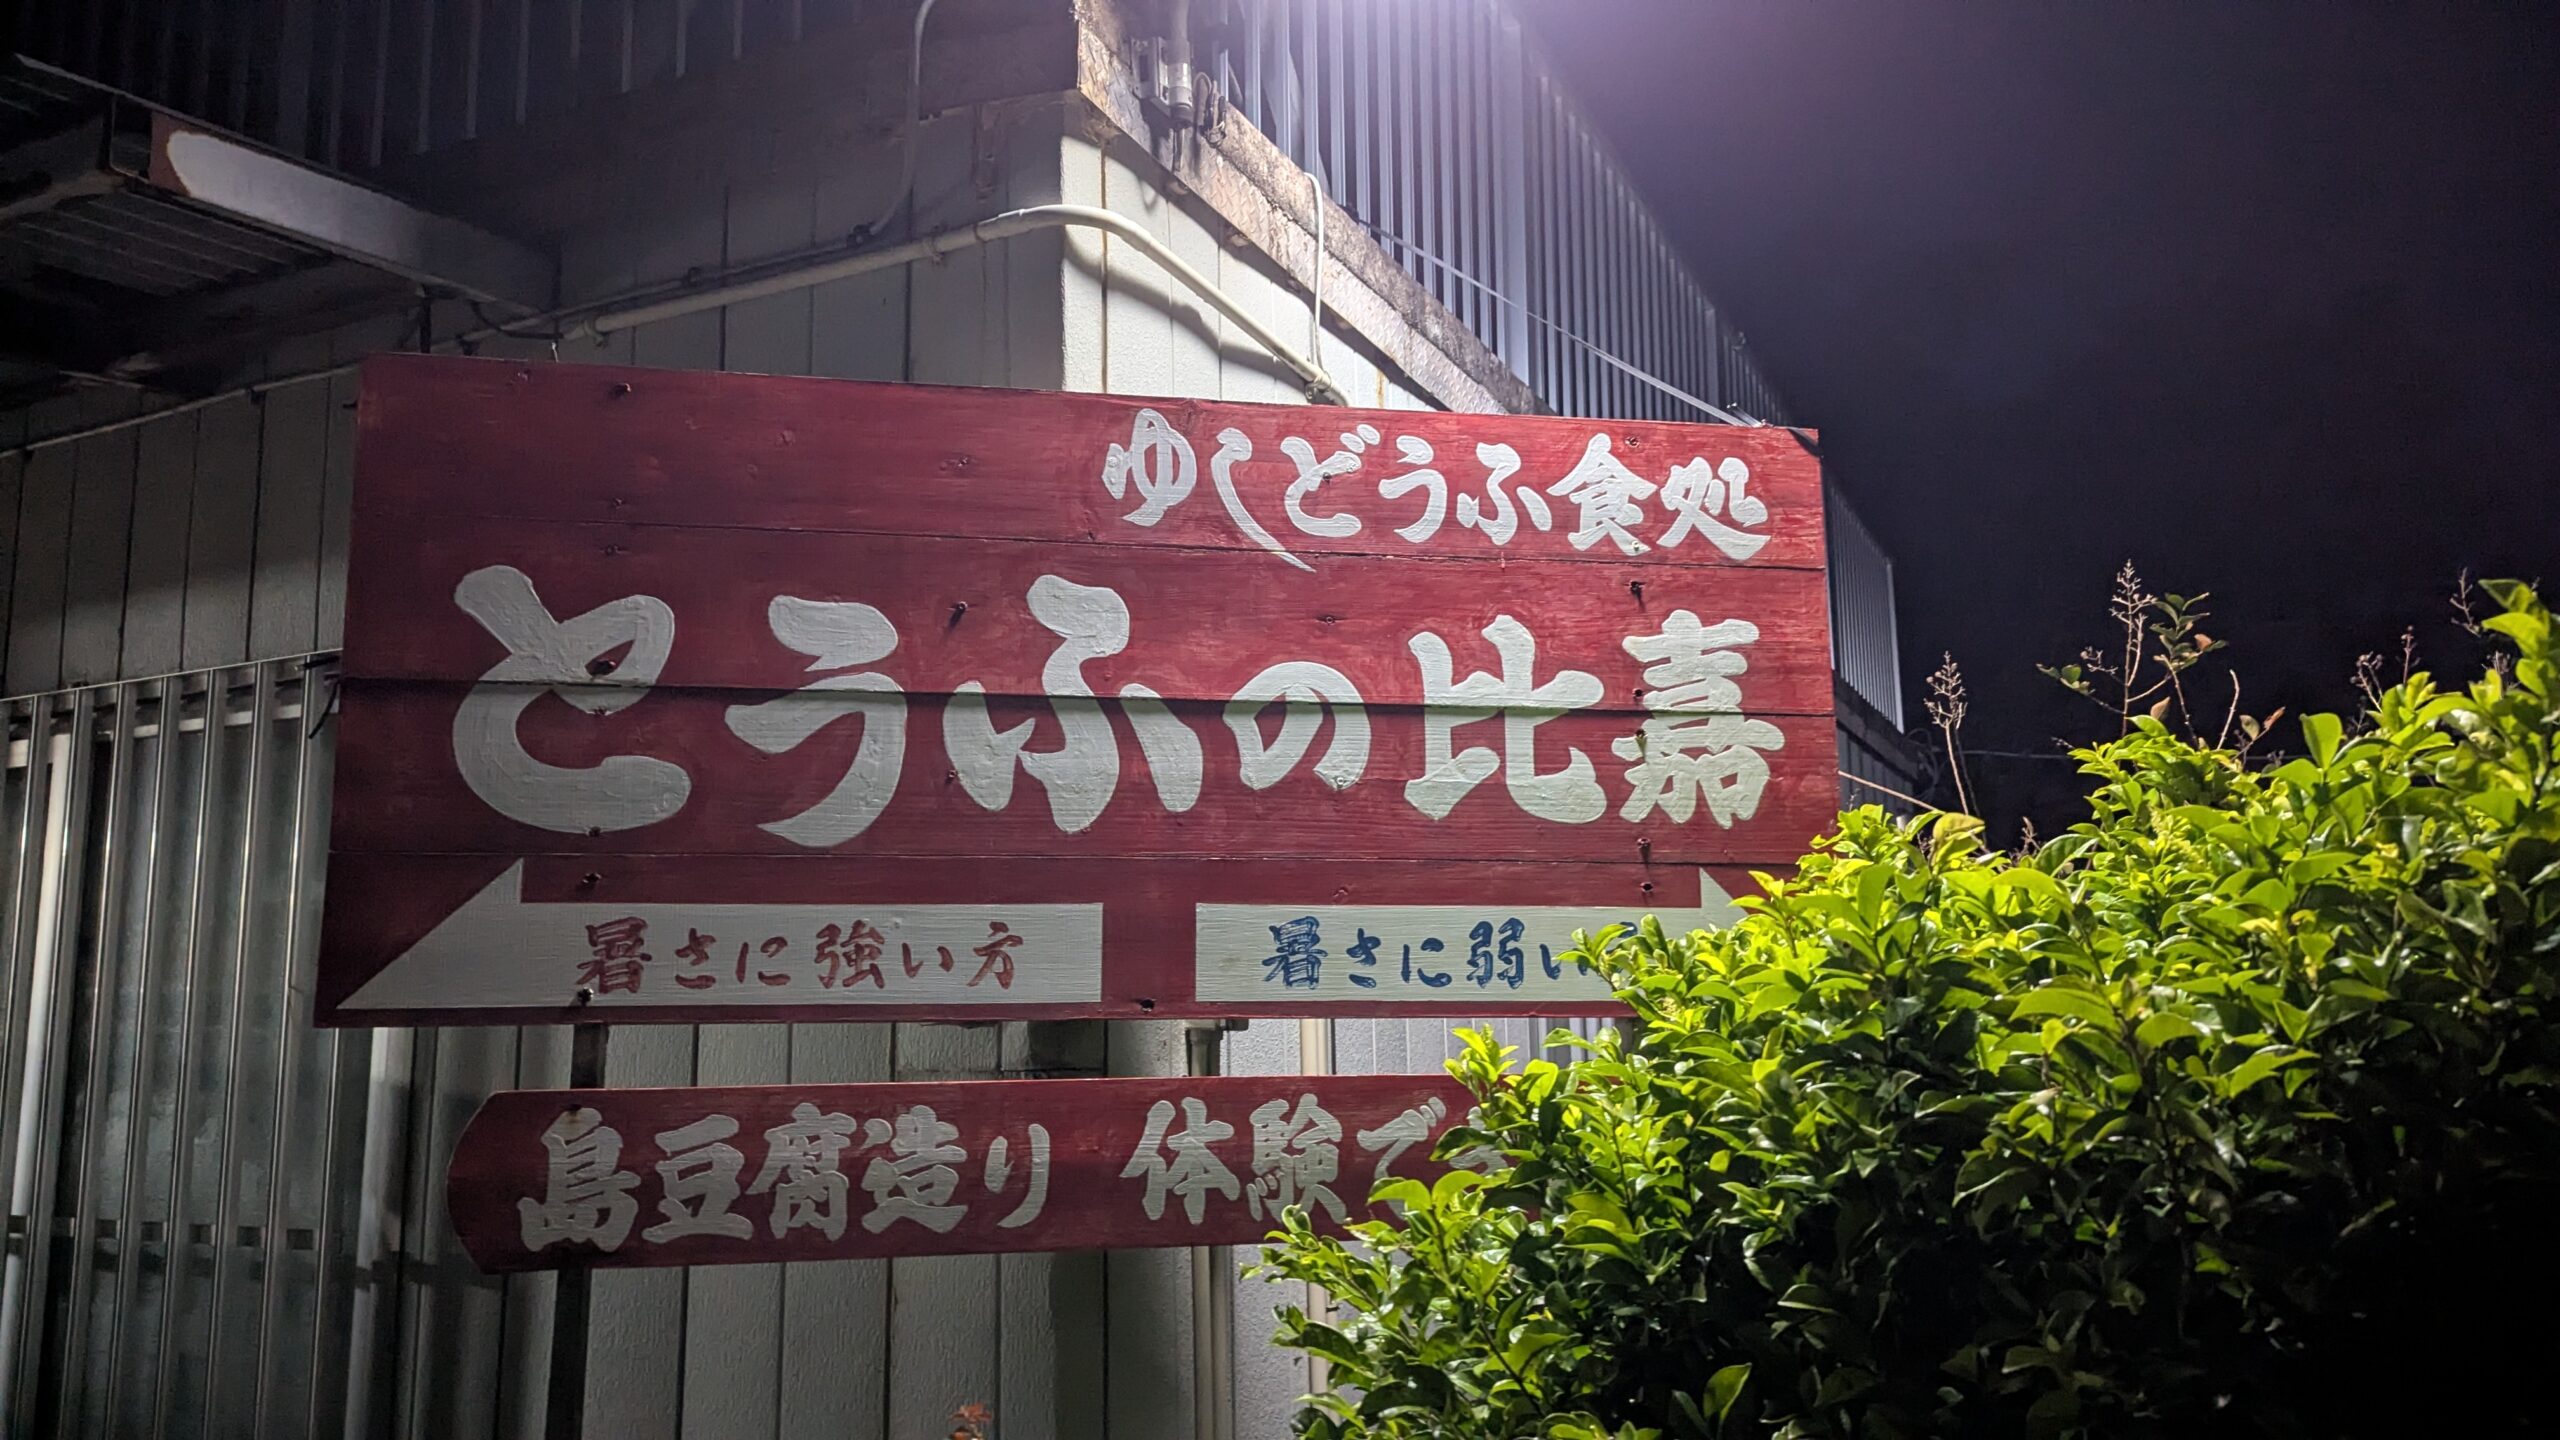 ゆしどうふ食処
とうふの比嘉
暑さに強い方
暑さに弱い
島豆腐造り 体験でき